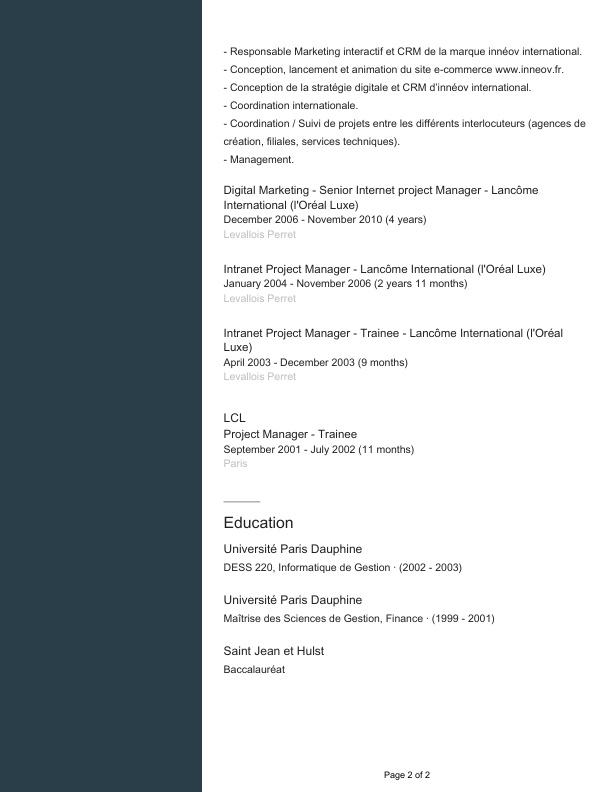 - Responsable Marketing interactif et CRM de la marque innéov international.
- Conception, lancement et animation du site e-commerce www.inneov.fr.
- Conception de la stratégie digitale et CRM d'innéov international.
- Coordination internationale.
- Coordination / Suivi de projets entre les différents interlocuteurs (agences de
création, filiales, services techniques).
- Management.
Digital Marketing - Senior Internet project Manager - Lancôme
International (l'Oréal Luxe)
December 2006 - November 2010 (4 years)
Levallois Perret
Intranet Project Manager - Lancôme International (l'Oréal Luxe)
January 2004 - November 2006 (2 years 11 months)
Levallois Perret
Intranet Project Manager - Trainee - Lancôme International (l'Oréal
Luxe)
April 2003 - December 2003 (9 months)
Levallois Perret
LCL
Project Manager - Trainee
September 2001 - July 2002 (11 months)
Paris
Education
Université Paris Dauphine
DESS 220, Informatique de Gestion · (2002 - 2003)
Université Paris Dauphine
Maîtrise des Sciences de Gestion, Finance · (1999 - 2001)
Saint Jean et Hulst
Baccalauréat
Page 2 of 2